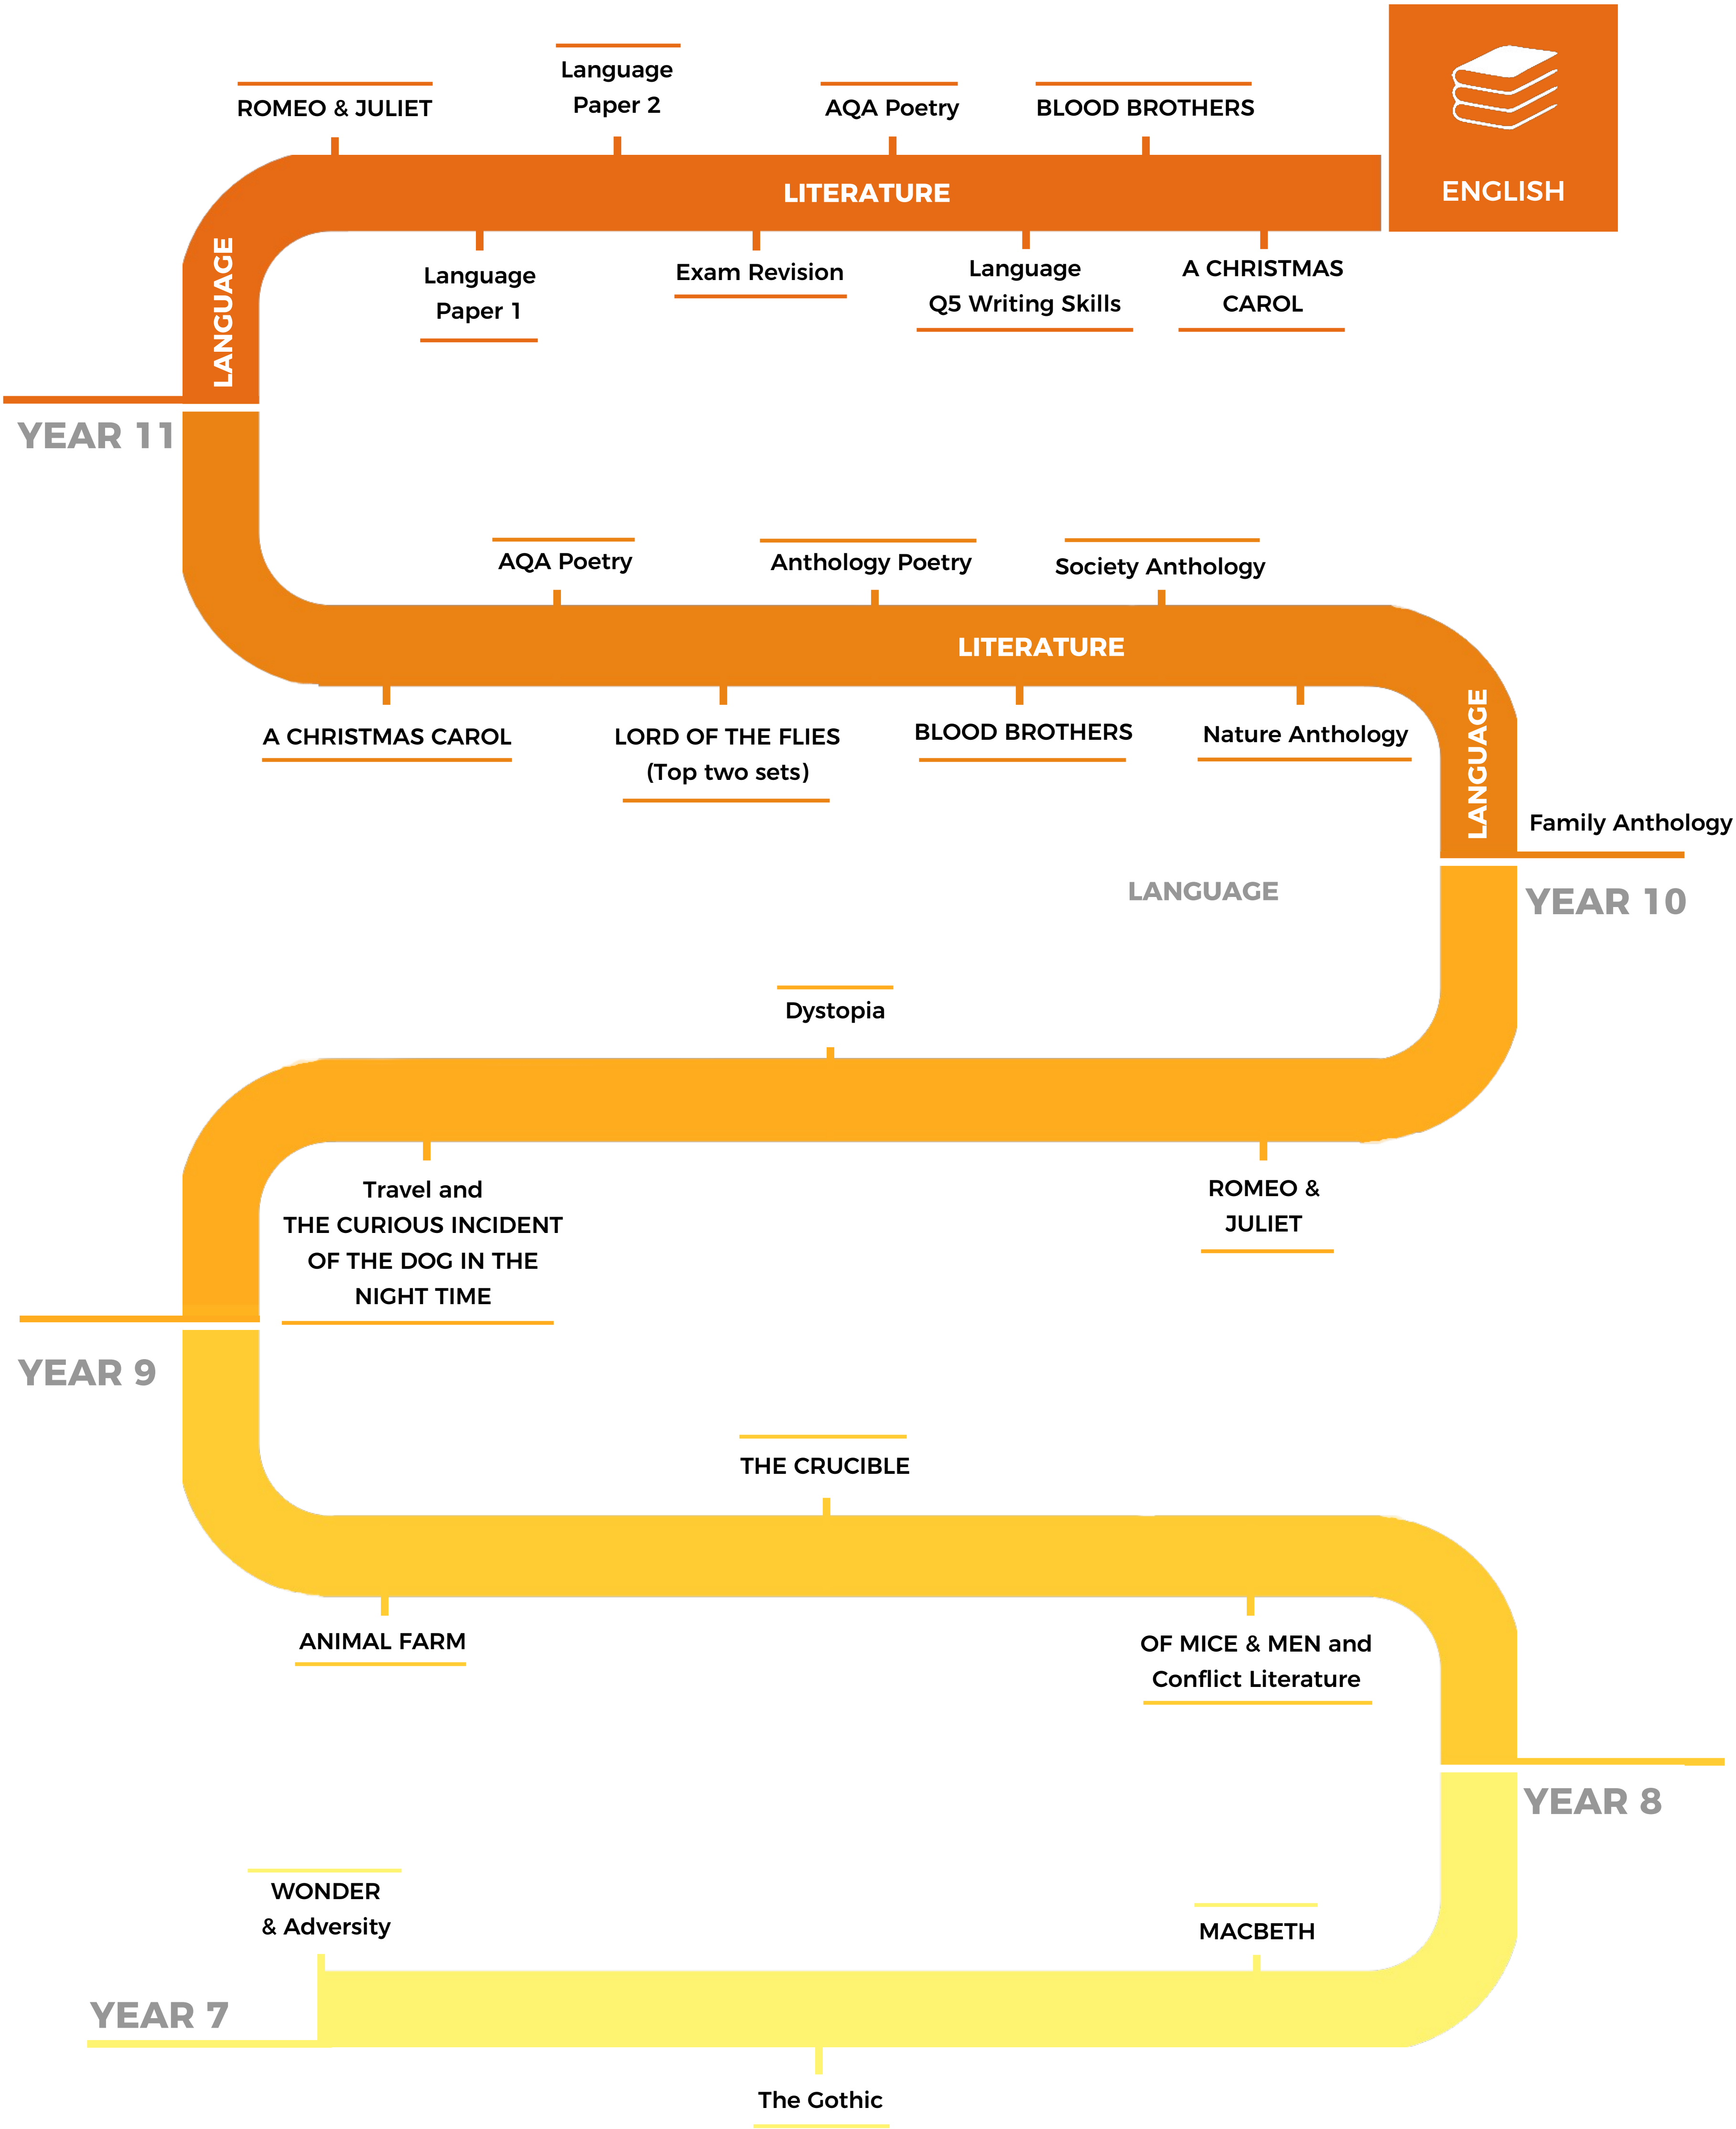 Language
Paper 2
ROMEO & JULIET
AQA Poetry
BLOOD BROTHERS
LITERATURE
ENGLISH
LANGUAGE
Language
Paper 1
Exam Revision
Language
Q5 Writing Skills
A CHRISTMAS
CAROL
YEAR 11
AQA Poetry
Anthology Poetry
Society Anthology
LITERATURE
LANGUAGE
A CHRISTMAS CAROL
LORD OF THE FLIES
(Top two sets)
BLOOD BROTHERS
Nature Anthology
Family Anthology
LANGUAGE
YEAR 10
Dystopia
Travel and
THE CURIOUS INCIDENT
OF THE DOG IN THE
NIGHT TIME
ROMEO &
JULIET
YEAR 9
THE CRUCIBLE
ANIMAL FARM
OF MICE & MEN and
Conflict Literature
YEAR 8
WONDER
& Adversity
MACBETH
YEAR 7
The Gothic